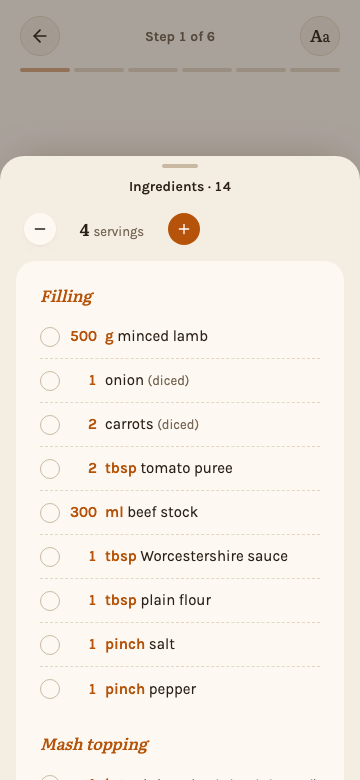 Step 1 of 6
Aa
Ingredients · 14
4 servings
Filling
500 g minced lamb
1 onion (diced)
2 carrots (diced)
2 tbsp tomato puree
300 ml beef stock
1 tbsp Worcestershire sauce
1 tbsp plain flour
1 pinch salt
1 pinch pepper
Mash topping